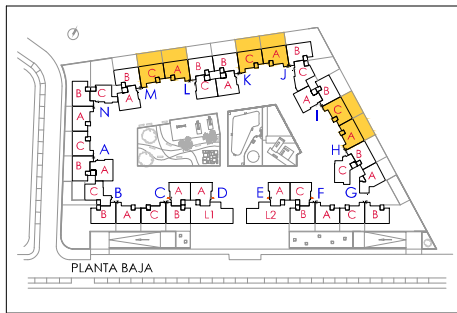 B C A B B C A B
B C A C A J
M L K
B C A C
N A I
A A
C H
A C B
B A A
C B C A A D E A C F G A
B A C B L1 L2 B A C B
PLANTA BAJA